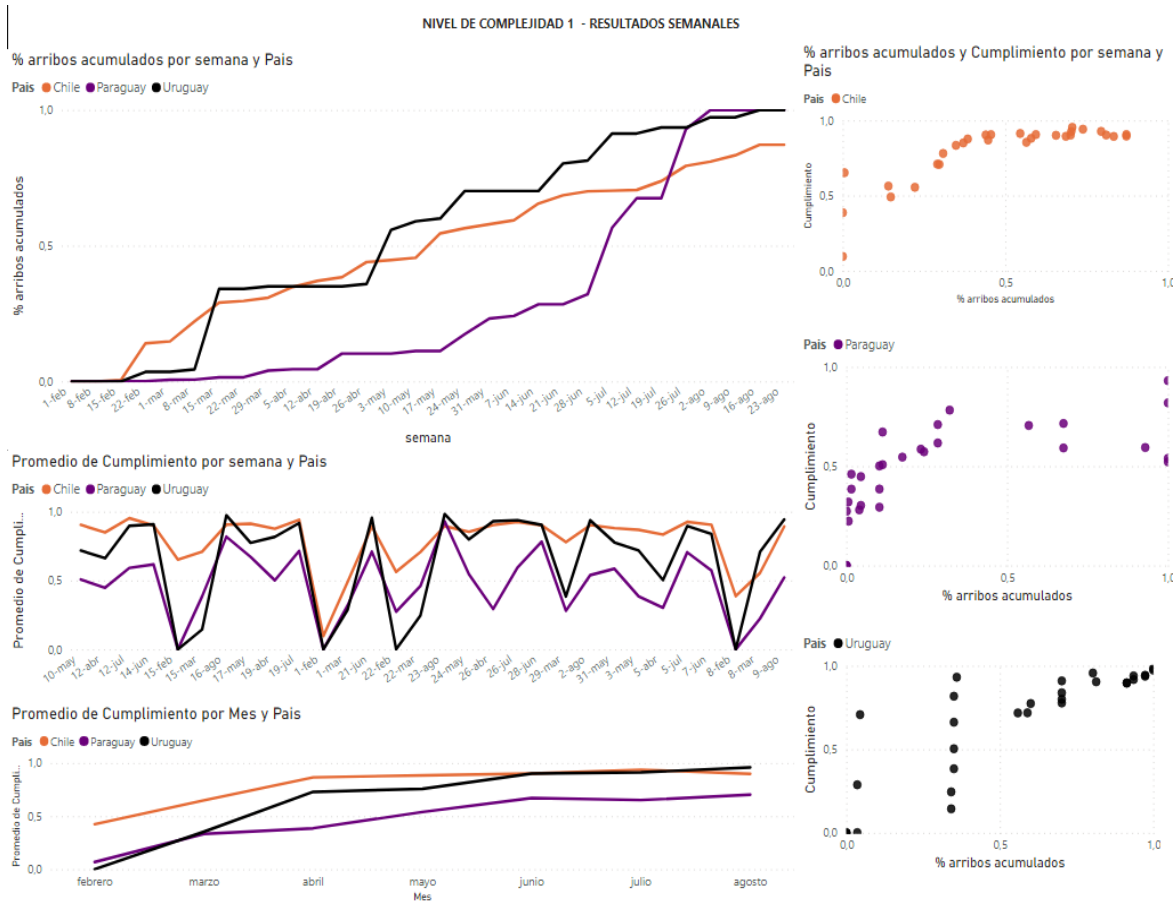 NIVEL DE COMPLEJIDAD 1 - RESULTADOS SEMANALES
% arribos acumulados por semana y Pais
Pais Chile Paraguay Uruguay
% arribos acumulados
1,0
0,5
0,0
1-feb 8-feb 15-feb 22-feb 1-mar 8-mar 15-mar 22-mar 29-mar 5-abr 12-abr 19-abr 26-abr 3-may 10-may 17-may 24-may 31-may 7-jun 14-jun 21-jun 28-jun 5-jul 12-jul 19-jul 26-jul 2-ago 9-ago 16-ago 23-ago
semana
Promedio de Cumplimiento por semana y Pais
Pais Chile Paraguay Uruguay
Promedio de Cumpli...
1,0
0,5
0,0
10-may 12-abr 12-jul 14-jun 15-feb 15-mar 16-ago 17-may 19-abr 19-jul 1-feb 1-mar 21-jun 22-feb 22-mar 23-ago 24-may 26-abr 26-jul 28-jun 29-mar 2-ago 31-may 3-may 5-abr 5-jul 7-jun 8-feb 8-mar 9-ago
Promedio de Cumplimiento por Mes y Pais
Pais Chile Paraguay Uruguay
Promedio de Cumpli...
1,0
0,5
0,0
febrero marzo abril mayo junio julio agosto
Mes
% arribos acumulados y Cumplimiento por semana y
Pais
Pais Chile
Cumplimiento
1,0
0,5
0,0
0,0 0,5 1,0
% arribos acumulados
Pais Paraguay
Cumplimiento
1,0
0,5
0,0
0,0 0,5 1,0
% arribos acumulados
Pais Uruguay
Cumplimiento
1,0
0,5
0,0
0,0 0,5 1,0
% arribos acumulados